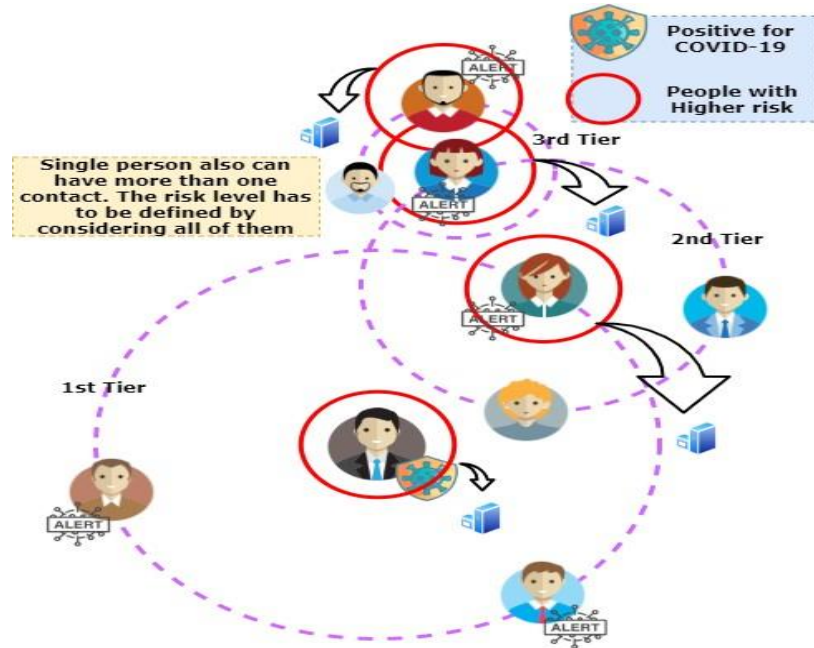 Positive for
COVID-19
People with
Higher risk
ALERT
3rd Tier
Single person also can
have more than one
contact. The risk level has
to be defined by
considering all of them
ALERT
2nd Tier
ALERT
1st Tier
ALERT
ALERT